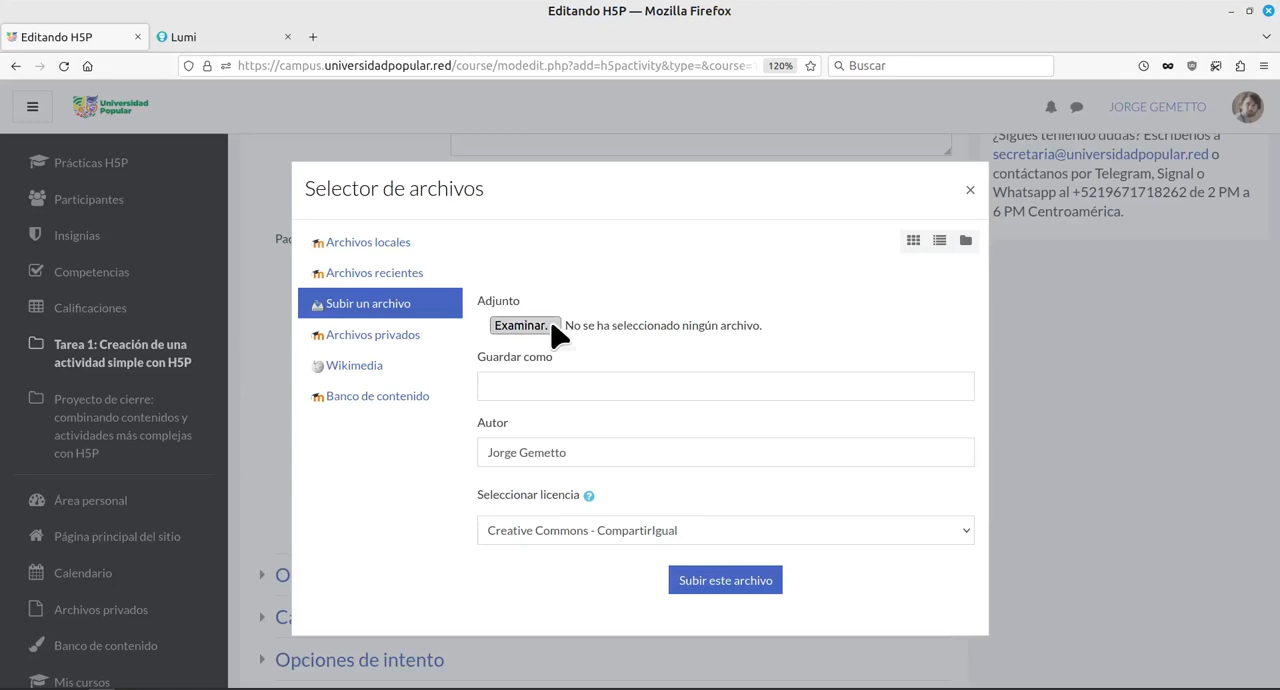 Editando H5P — Mozilla Firefox
Editando H5P
Lumi
https://campus.universidadpopular.red/course/modedit.php?add=h5pactivity&type=&course=
120%
Buscar
Universidad
Popular
JORGE GEMETTO
Prácticas H5P
Participantes
Insignias
Competencias
Calificaciones
Tarea 1: Creación de una
actividad simple con H5P
Proyecto de cierre:
combinando contenidos y
actividades más complejas
con H5P
Área personal
Página principal del sitio
Calendario
Archivos privados
Banco de contenido
Mis cursos
Selector de archivos
Archivos locales
Archivos recientes
Subir un archivo
Archivos privados
Wikimedia
Banco de contenido
Adjunto
Examinar.
No se ha seleccionado ningún archivo.
Guardar como
Autor
Jorge Gemetto
Seleccionar licencia
Creative Commons - CompartirIgual
Subir este archivo
Opciones de intento
¿Sigues teniendo dudas? Escríbenos a
secretaria@universidadpopular.red o
contáctanos por Telegram, Signal o
Whatsapp al +5219671718262 de 2 PM a
6 PM Centroamérica.